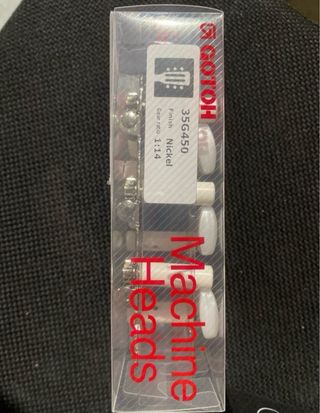 GOTOH
35G450
Finish Nickel
Gear ratio 1:14
Machine
Heads